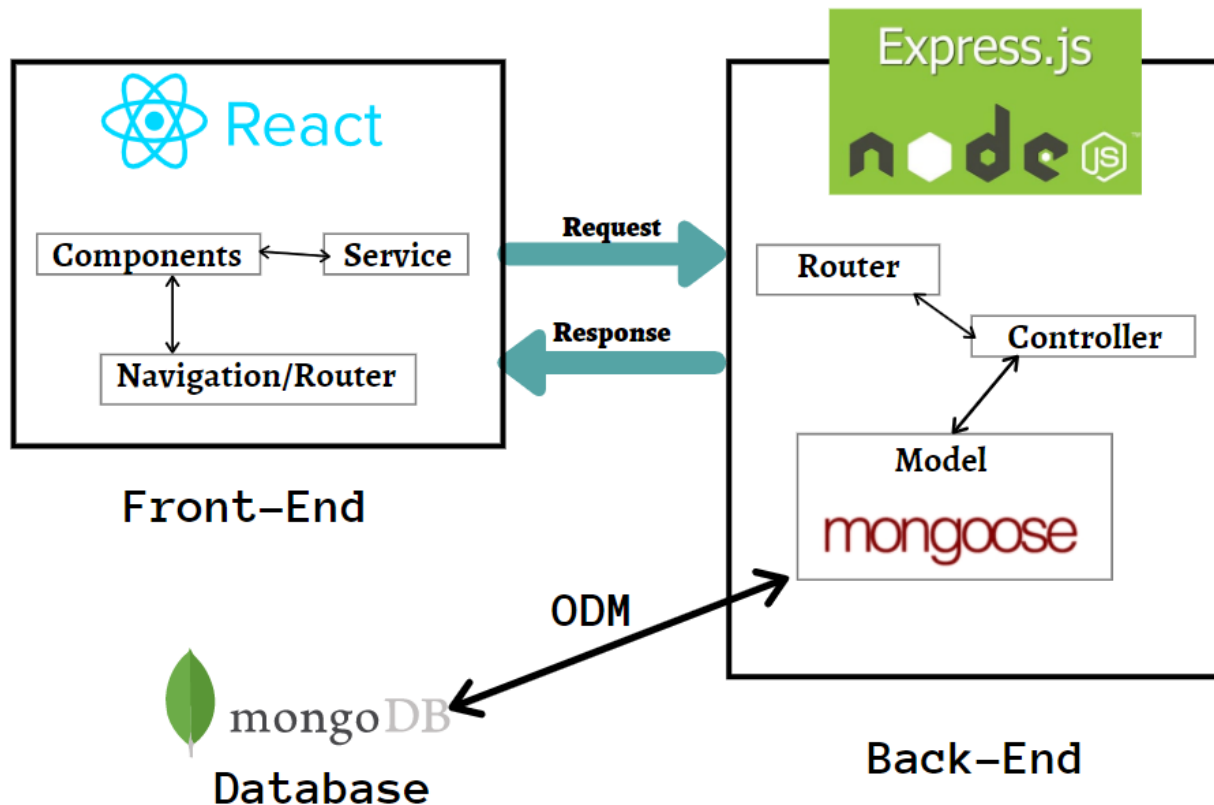 React
Components
Service
Navigation/Router
Front-End
Request
Response
Express.js
node
JS
™
Router
Controller
Model
mongoose
Back-End
ODM
mongoDB
Database